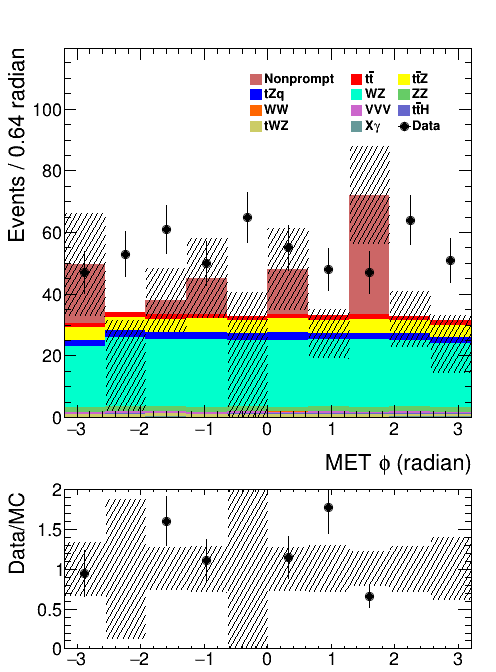 Events / 0.64 radian
100
80
60
40
20
0
Nonprompt tt̄ tt̄Z
tZq WZ ZZ
WW VVV tt̄H
tWZ Xγ Data
−3 −2 −1 0 1 2 3
MET ϕ (radian)
Data/MC
2
1.5
1
0.5
0
−3 −2 −1 0 1 2 3